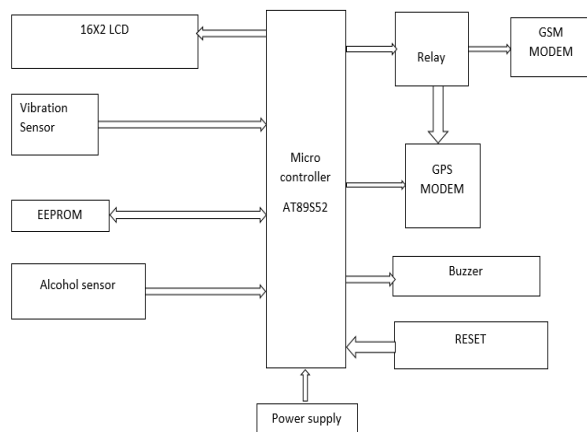 16X2 LCD
Relay
GSM
MODEM
Vibration
Sensor
Micro
controller
AT89S52
GPS
MODEM
EEPROM
Alcohol sensor
Buzzer
RESET
Power supply